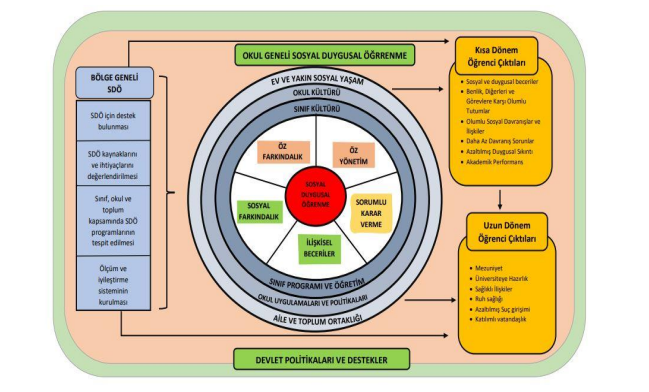 OKUL GENELİ SOSYAL DUYGUSAL ÖĞRRENME
BÖLGE GENELİ
SDÖ
SDÖ için destek
bulunması
SDÖ kaynaklarını
ve ihtiyaçlarını
değerlendirilmesi
Sınıf, okul ve
toplum
kapsamında SDÖ
programlarının
tespit edilmesi
Ölçüm ve
iyileştirme
sisteminin
kurulması
EV VE YAKIN SOSYAL YAŞAM
OKUL KÜLTÜRÜ
SINIF KÜLTÜRÜ
ÖZ
FARKINDALIK
ÖZ
YÖNETİM
SOSYAL
DUYGUSAL
ÖĞRENME
SOSYAL
FARKINDALIK
SORUMLU
KARAR
VERME
İLİŞKİSEL
BECERİLER
SINIF PROGRAMI VE ÖĞRETİM
OKUL UYGULAMALARI VE POLİTİKALARI
AİLE VE TOPLUM ORTAKLIĞI
Kısa Dönem
Öğrenci Çıktıları
• Sosyal ve duygusal beceriler
• Benlik, Diğerleri ve
Görevlere Karşı Olumlu
Tutumlar
• Olumlu Sosyal Davranışlar ve
İlişkiler
• Daha Az Davranış Sorunlar
• Azaltılmış Duygusal Sıkıntı
• Akademik Performans
Uzun Dönem
Öğrenci Çıktıları
• Mezuniyet
• Üniversiteye Hazırlık
• Sağlıklı İlişkiler
• Ruh sağlığı
• Azaltılmış Suç girişimi
• Katılımlı vatandaşlık
DEVLET POLİTİKALARI VE DESTEKLER